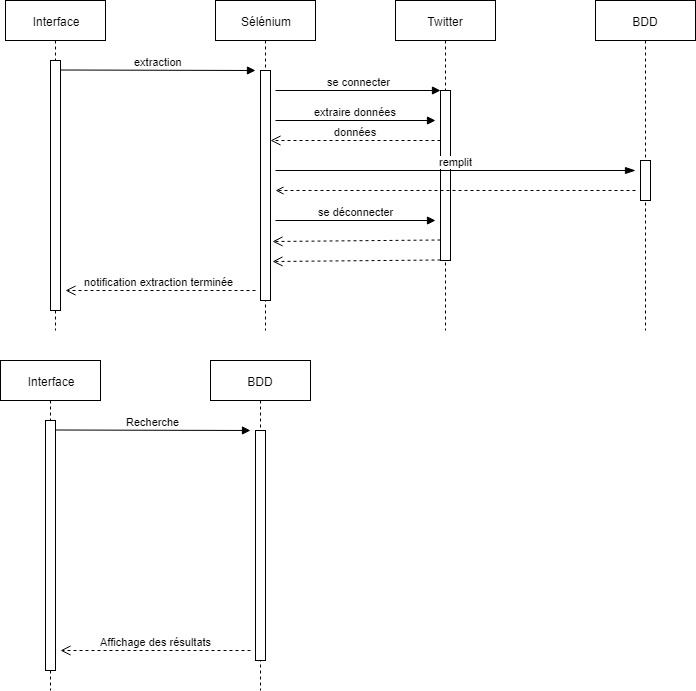 Interface
Sélénium
Twitter
BDD
extraction
se connecter
extraire données
données
remplit
se déconnecter
notification extraction terminée
Interface
BDD
Recherche
Affichage des résultats